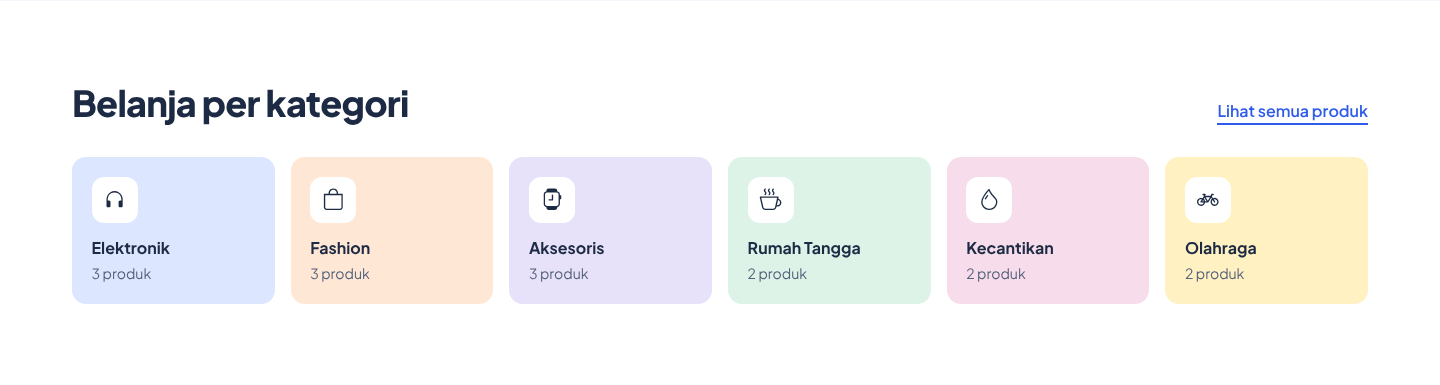 Belanja per kategori
Lihat semua produk
Elektronik
3 produk
Fashion
3 produk
Aksesoris
3 produk
Rumah Tangga
2 produk
Kecantikan
2 produk
Olahraga
2 produk